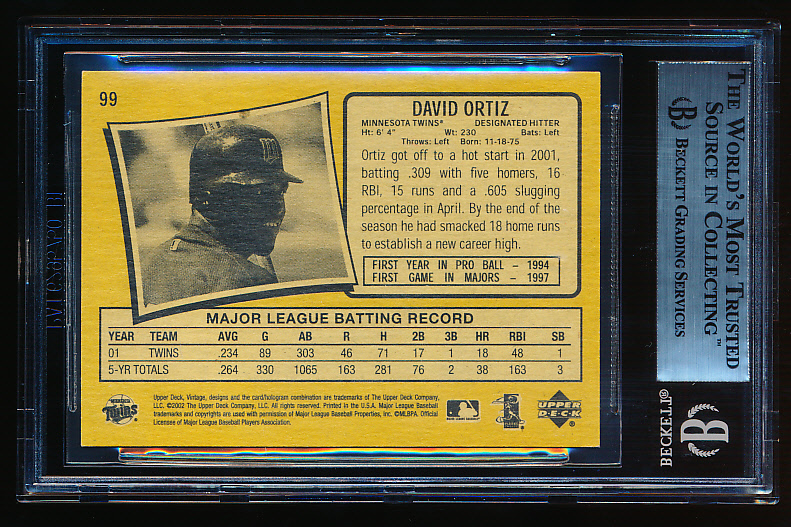 99
DAVID ORTIZ
MINNESOTA TWINS® DESIGNATED HITTER
Ht: 6' 4" Wt: 230 Bats: Left
Throws: Left Born: 11-18-75
Ortiz got off to a hot start in 2001,
batting .309 with five homers, 16
RBI, 15 runs and a .605 slugging
percentage in April. By the end of the
season he had smacked 18 home runs
to establish a new career high.
FIRST YEAR IN PRO BALL – 1994
FIRST GAME IN MAJORS – 1997
MAJOR LEAGUE BATTING RECORD
YEAR TEAM AVG G AB R H 2B 3B HR RBI SB
01 TWINS .234 89 303 46 71 17 1 18 48 1
5-YR TOTALS .264 330 1065 163 281 76 2 38 163 3
Twins
Upper Deck, Vintage, designs and the card/hologram combination are trademarks of The Upper Deck Company,
LLC. ©2002 The Upper Deck Company, LLC. All rights reserved. Printed in the U.S.A. Major League Baseball
trademarks and copyrights are used with permission of Major League Baseball Properties, Inc. ©MLBPA. Official
Licensee of Major League Baseball Players Association.
UPPER
DECK
THE WORLD'S MOST TRUSTED
SOURCE IN COLLECTING™
B BECKETT GRADING SERVICES
BECKETT®
B